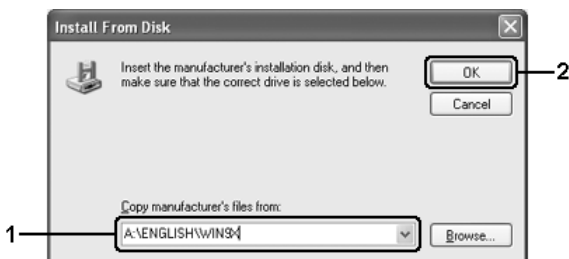 Install From Disk
Insert the manufacturer's installation disk, and then
make sure that the correct drive is selected below.
OK
2
Cancel
Copy manufacturer's files from:
1
A:\ENGLISH\WIN9X
Browse...